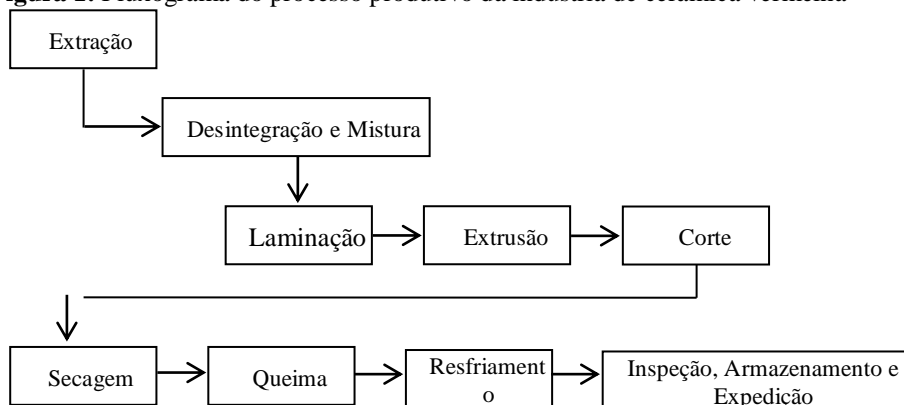 Figura 1: Fluxograma do processo produtivo da indústria de cerâmica vermelha
Extração
Desintegração e Mistura
Laminação
Extrusão
Corte
Secagem
Queima
Resfriament
o
Inspeção, Armazenamento e
Expedição